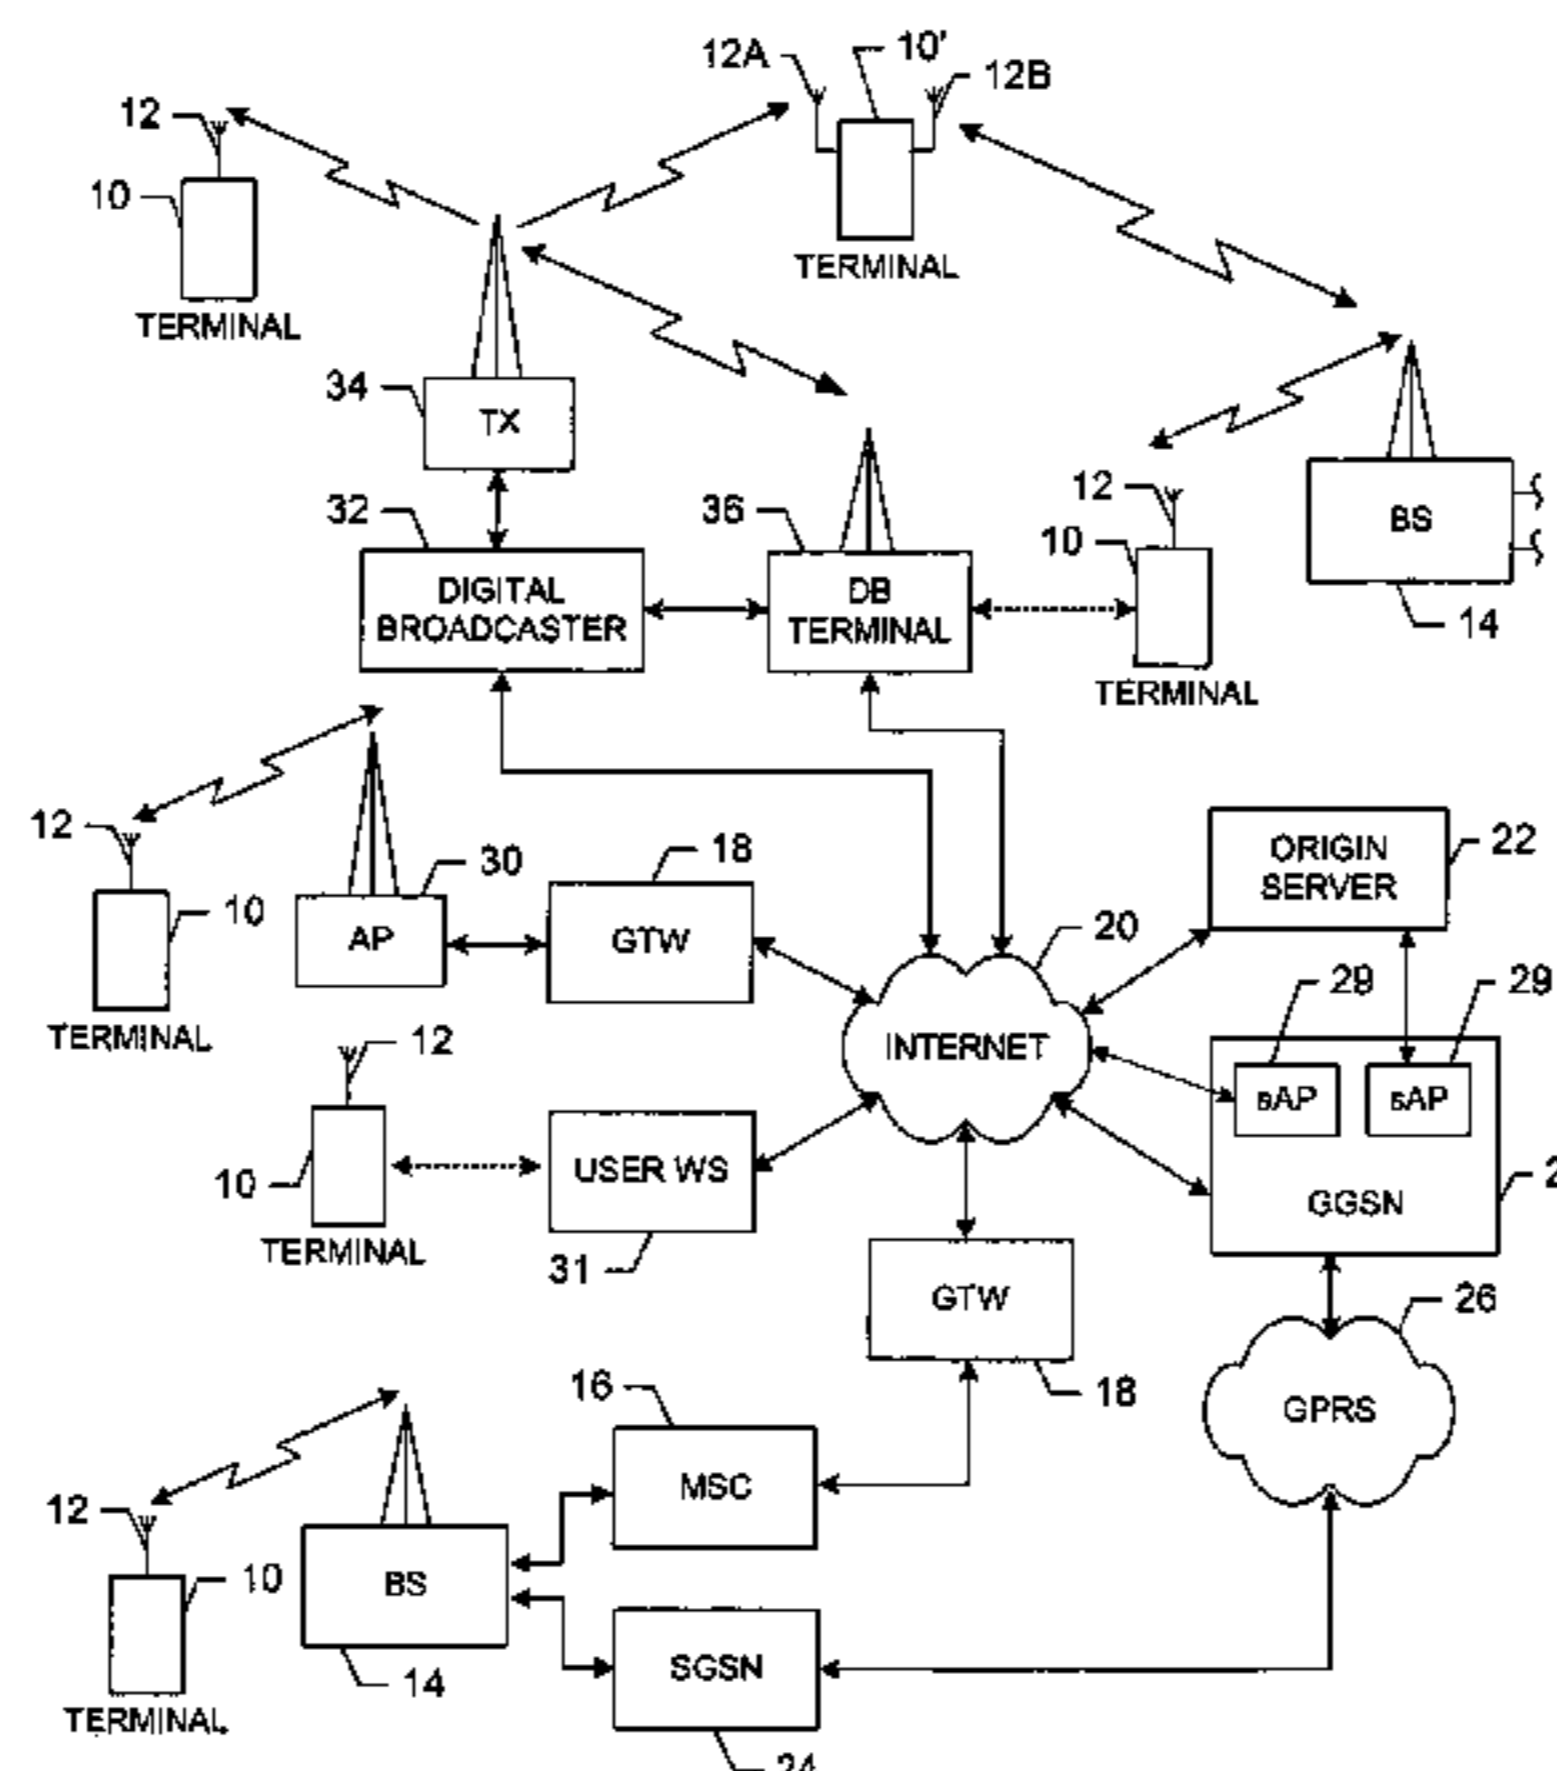 12A
10'
12B
12
10
TERMINAL
TERMINAL
34
TX
32
36
12
10
BS
14
DIGITAL
BROADCASTER
DB
TERMINAL
TERMINAL
12
10
TERMINAL
30
AP
18
GTW
ORIGIN
SERVER
22
20
INTERNET
29
29
sAP
sAP
GGSN
12
10
TERMINAL
USER WS
31
GTW
18
26
GPRS
16
MSC
12
10
TERMINAL
BS
14
SGSN